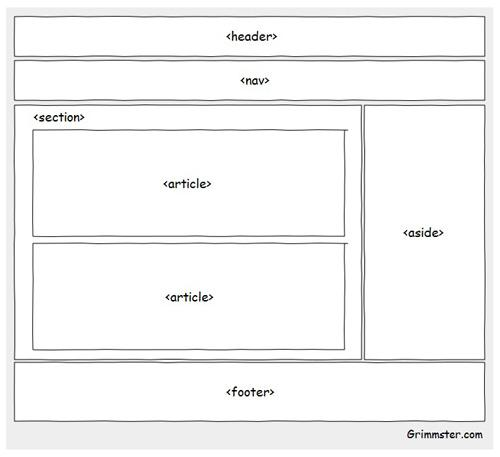 <header>
<nav>
<section>
<article>
<aside>
<article>
<footer>
Grimmster.com